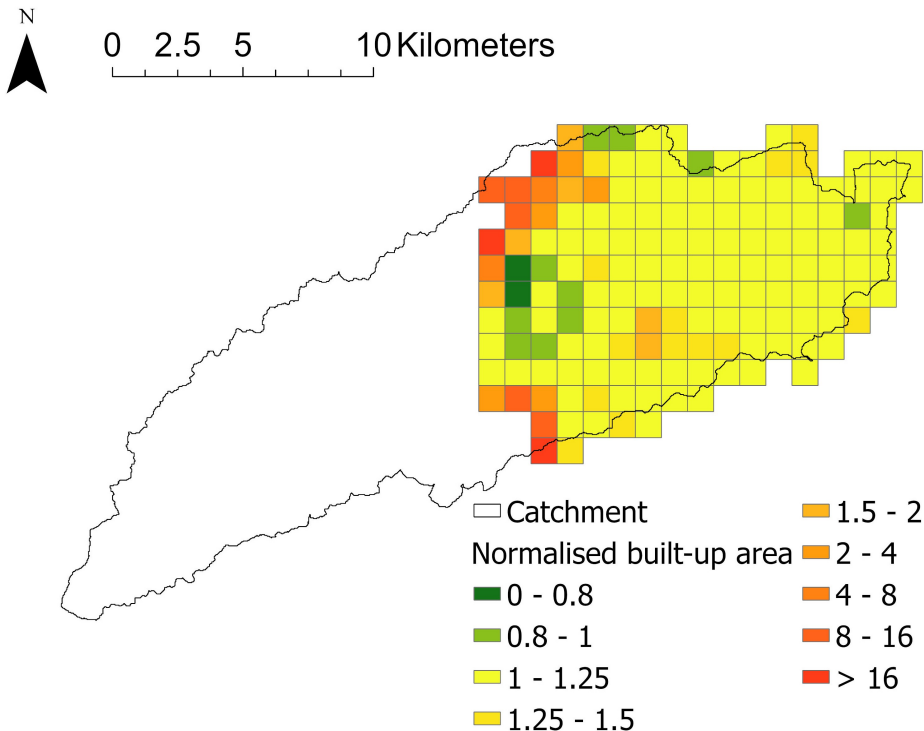 N
0 2.5 5 10 Kilometers
Catchment
Normalised built-up area
0 - 0.8
0.8 - 1
1 - 1.25
1.25 - 1.5
1.5 - 2
2 - 4
4 - 8
8 - 16
> 16